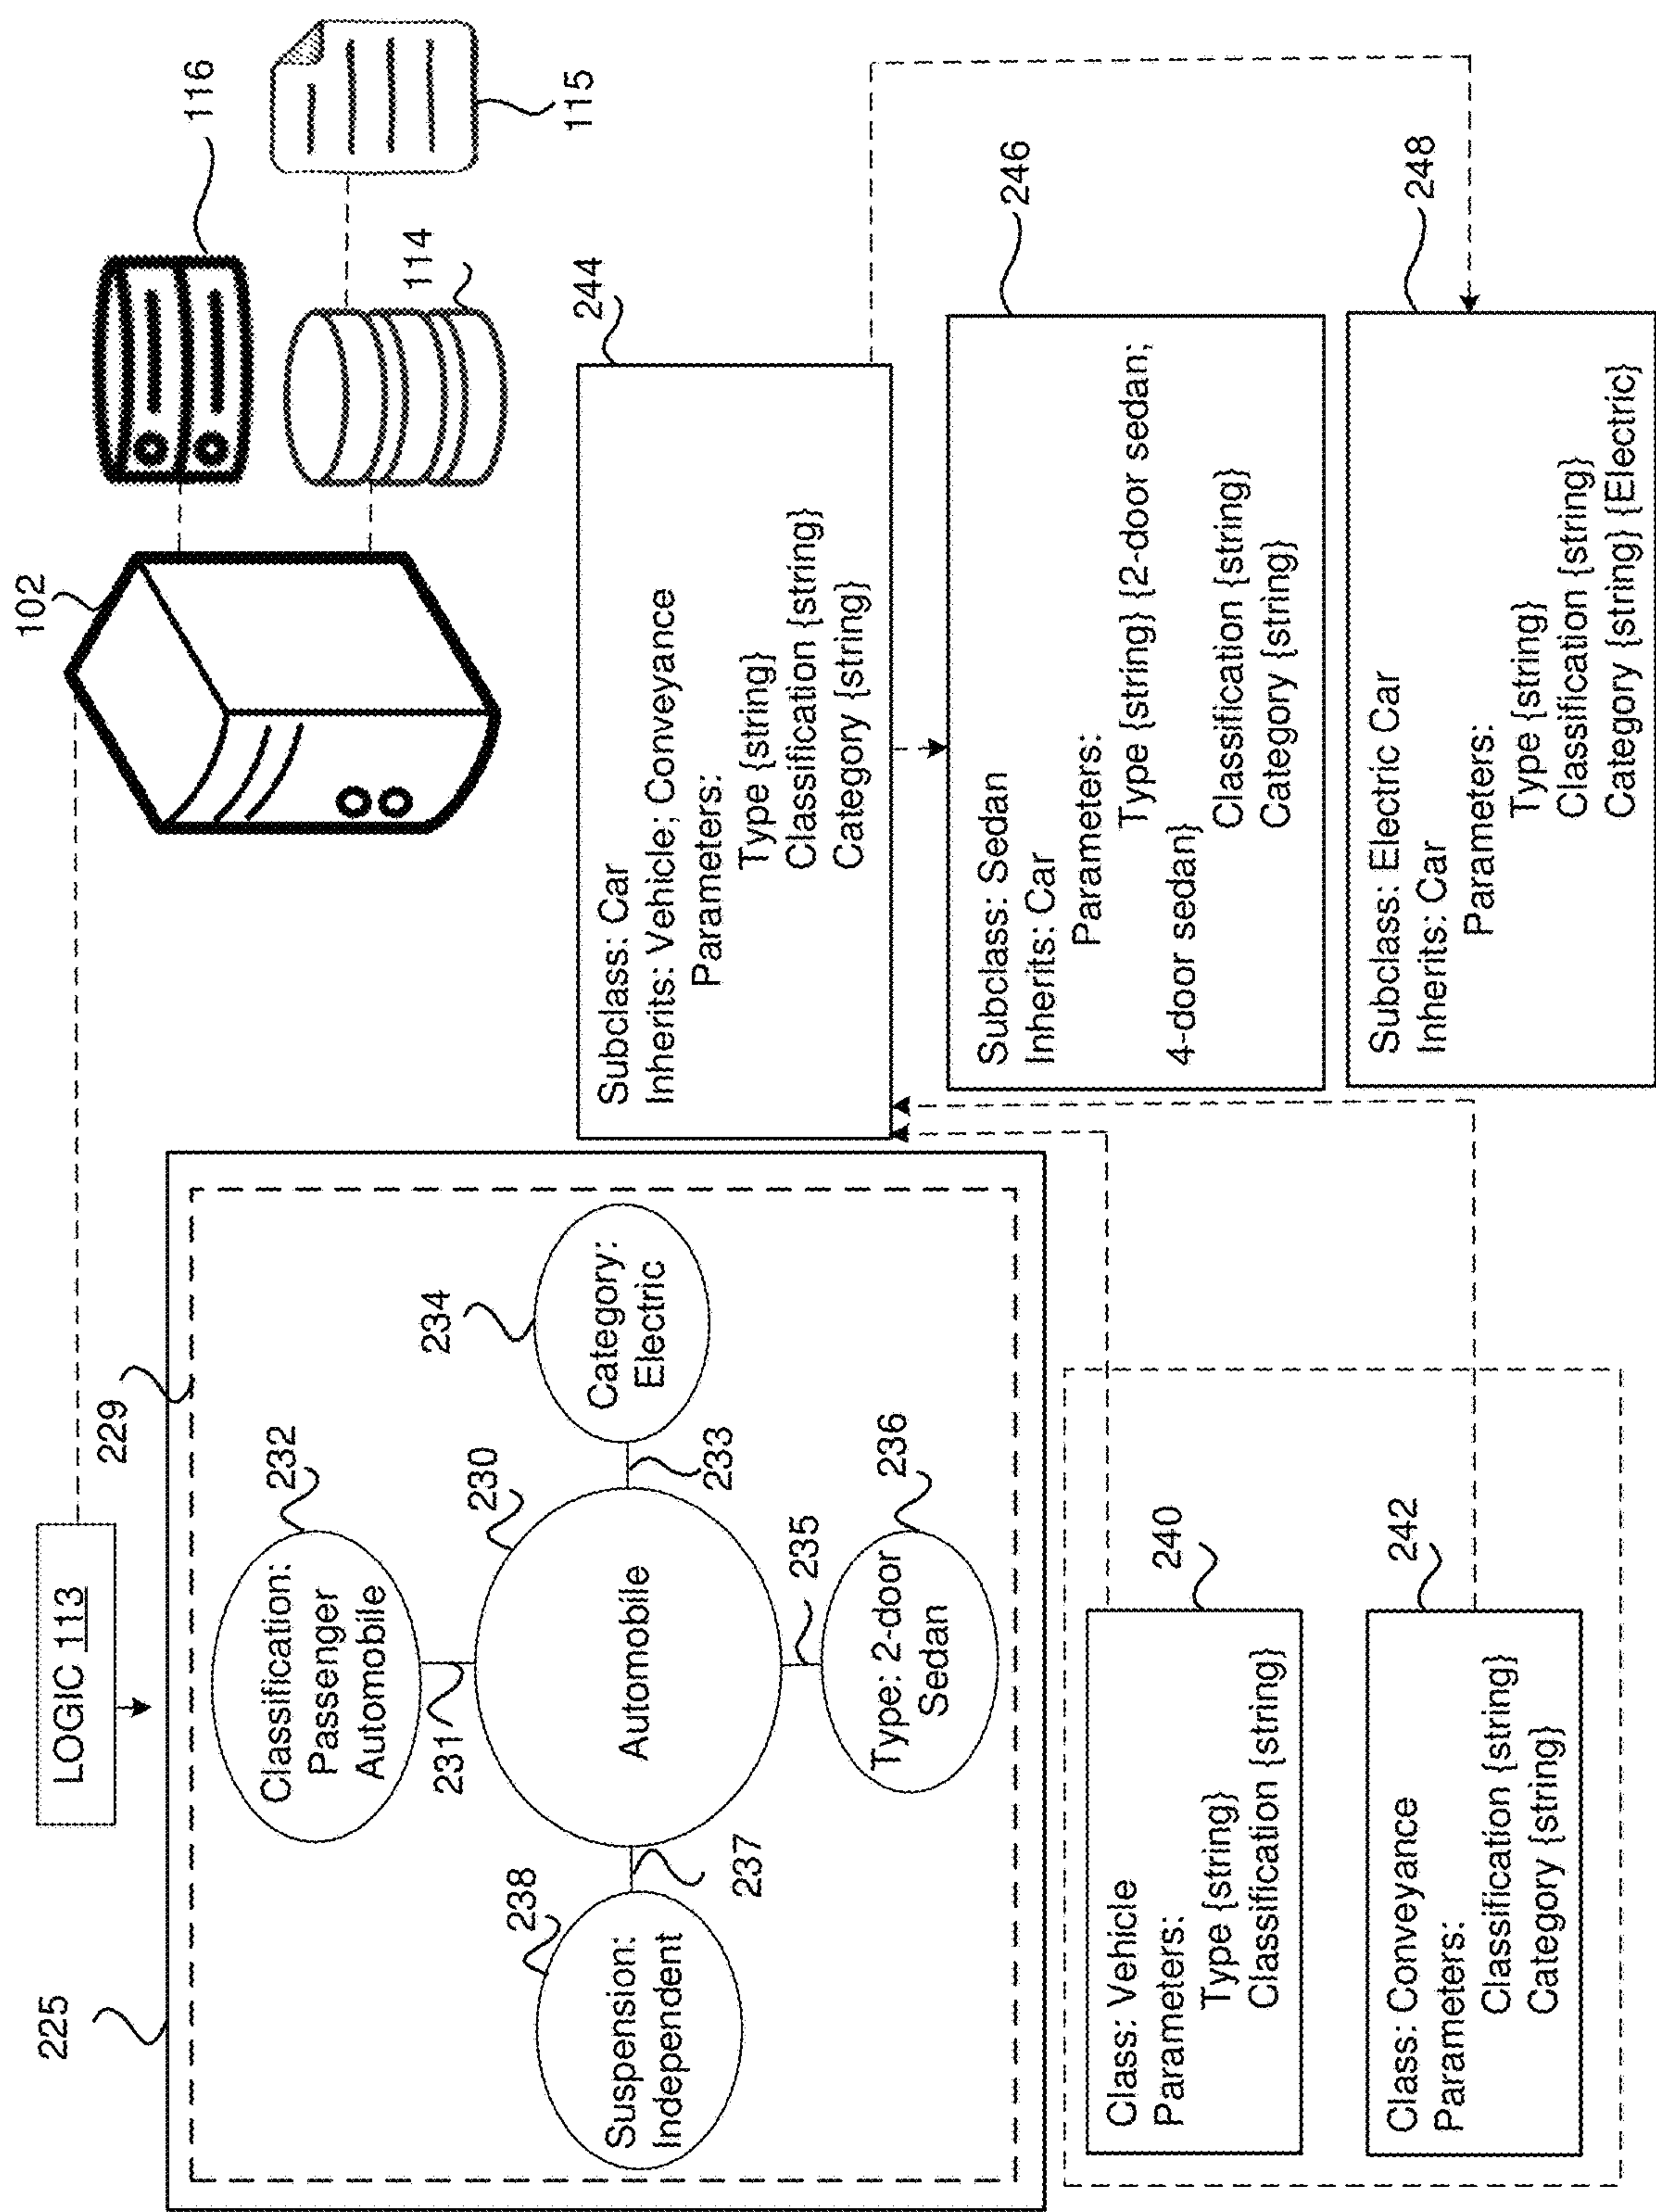 225
LOGIC 113
229
102
116
115
114
232
Classification:
Passenger
Automobile
231
230
Automobile
234
Category:
Electric
233
235
236
Type: 2-door
Sedan
237
238
Suspension:
Independent
244
Subclass: Car
Inherits: Vehicle; Conveyance
Parameters:
Type {string}
Classification {string}
Category {string}
246
Subclass: Sedan
Inherits: Car
Parameters:
Type {string} {2-door sedan;
4-door sedan}
Classification {string}
Category {string}
248
Subclass: Electric Car
Inherits: Car
Parameters:
Type {string}
Classification {string}
Category {string} {Electric}
240
Class: Vehicle
Parameters:
Type {string}
Classification {string}
242
Class: Conveyance
Parameters:
Classification {string}
Category {string}